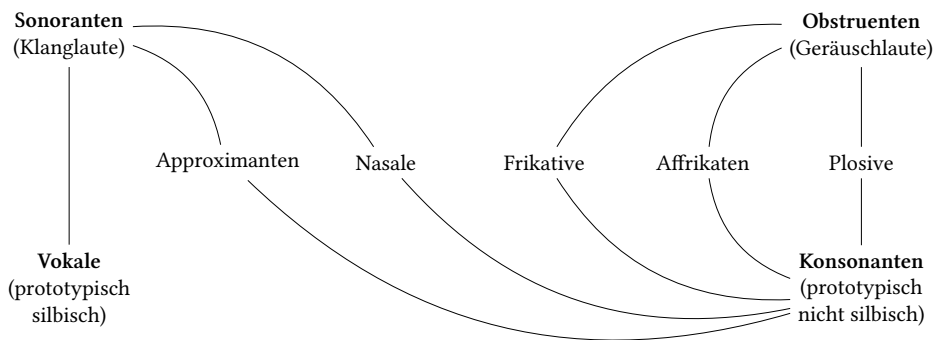 Sonoranten
(Klanglaute)
Obstruenten
(Geräuschlaute)
Approximanten
Nasale
Frikative
Affrikaten
Plosive
Vokale
(prototypisch
silbisch)
Konsonanten
(prototypisch
nicht silbisch)